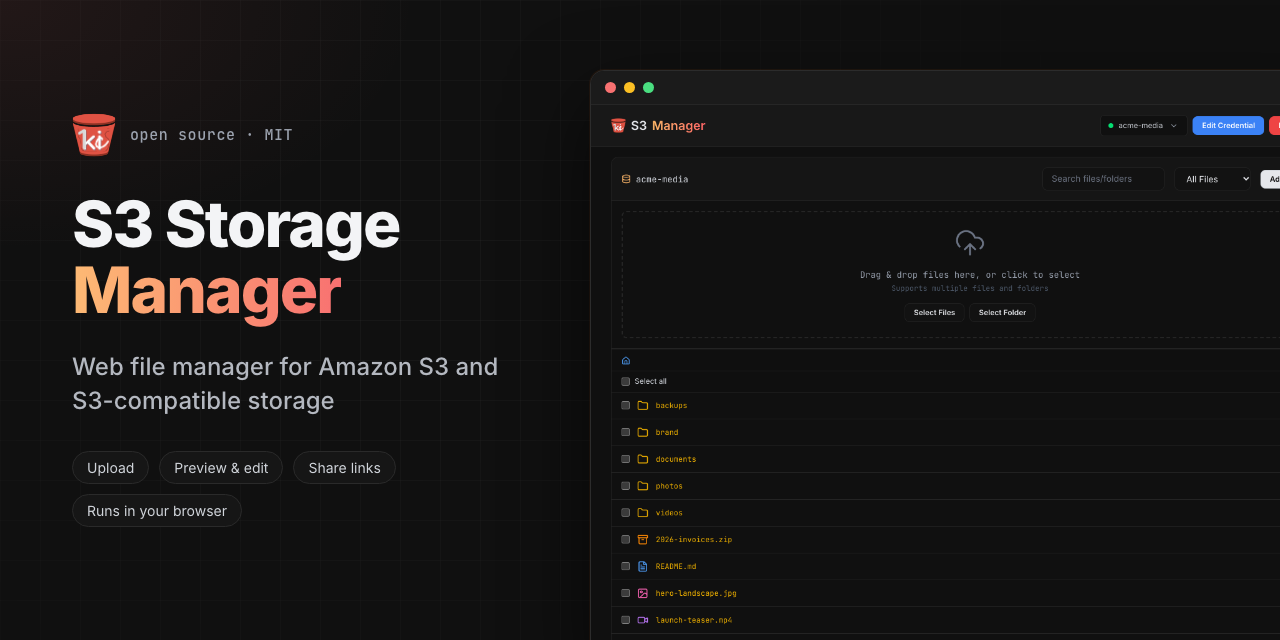 ki
open source · MIT
S3 Storage
Manager
Web file manager for Amazon S3 and
S3-compatible storage
Upload
Preview & edit
Share links
Runs in your browser
S3 Manager
acme-media
Edit Credential
acme-media
Search files/folders
All Files
Ad
Drag & drop files here, or click to select
Supports multiple files and folders
Select Files
Select Folder
Select all
backups
brand
documents
photos
videos
2026-invoices.zip
README.md
hero-landscape.jpg
launch-teaser.mp4